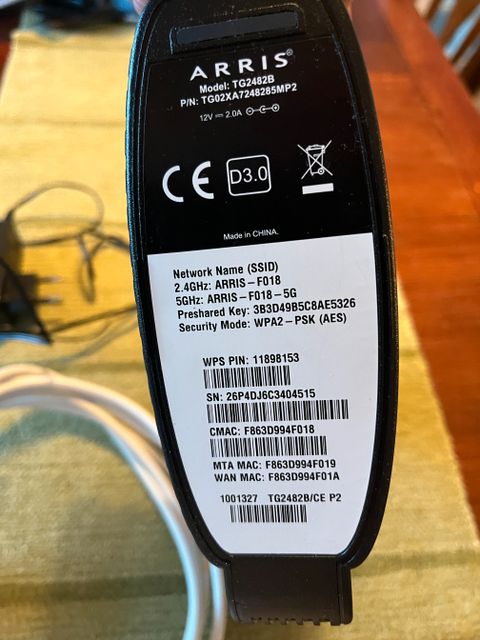 ARRIS®
Model: TG2482B
P/N: TG02XA7248285MP2
12V 2.0A
CE D3.0
Made in CHINA.
Network Name (SSID)
2.4GHz: ARRIS-F018
5GHz: ARRIS-F018-5G
Preshared Key: 3B3D49B5C8AE5326
Security Mode: WPA2-PSK (AES)
WPS PIN: 11898153
SN: 26P4DJ6C3404515
CMAC: F863D994F018
MTA MAC: F863D994F019
WAN MAC: F863D994F01A
1001327 TG2482B/CE P2